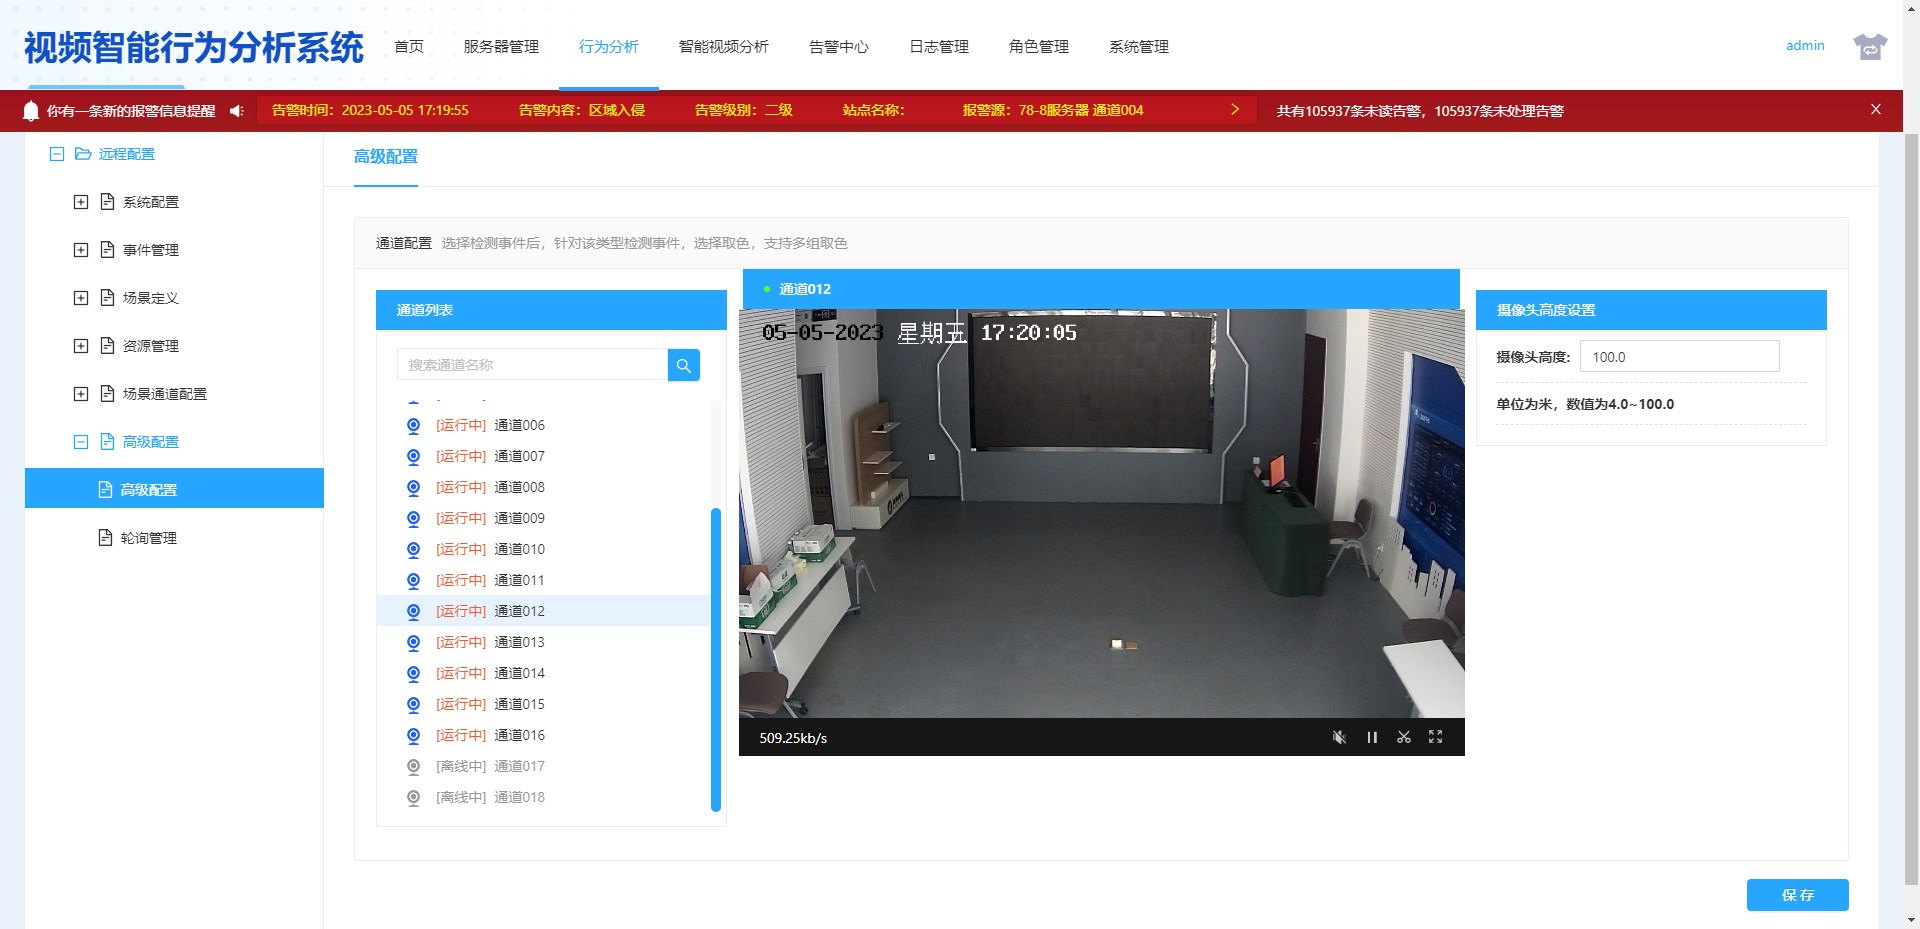 视频智能行为分析系统
首页 服务器管理 行为分析 智能视频分析 告警中心 日志管理 角色管理 系统管理 admin
你有一条新的报警信息提醒 告警时间：2023-05-05 17:19:55 告警内容：区域入侵 告警级别：二级 站点名称： 报警源：78-8服务器 通道004 共有105937条未读告警，105937条未处理告警 X
远程配置
系统配置
事件管理
场景定义
资源管理
场景通道配置
高级配置
高级配置
轮询管理
高级配置
通道配置 选择检测事件后，针对该类型检测事件，选择取色，支持多组取色
通道列表
搜索通道名称
[运行中] 通道006
[运行中] 通道007
[运行中] 通道008
[运行中] 通道009
[运行中] 通道010
[运行中] 通道011
[运行中] 通道012
[运行中] 通道013
[运行中] 通道014
[运行中] 通道015
[运行中] 通道016
[离线中] 通道017
[离线中] 通道018
通道012
05-05-2023 星期五 17:20:05
509.25kb/s
摄像头高度设置
摄像头高度: 100.0
单位为米，数值为4.0~100.0
保 存